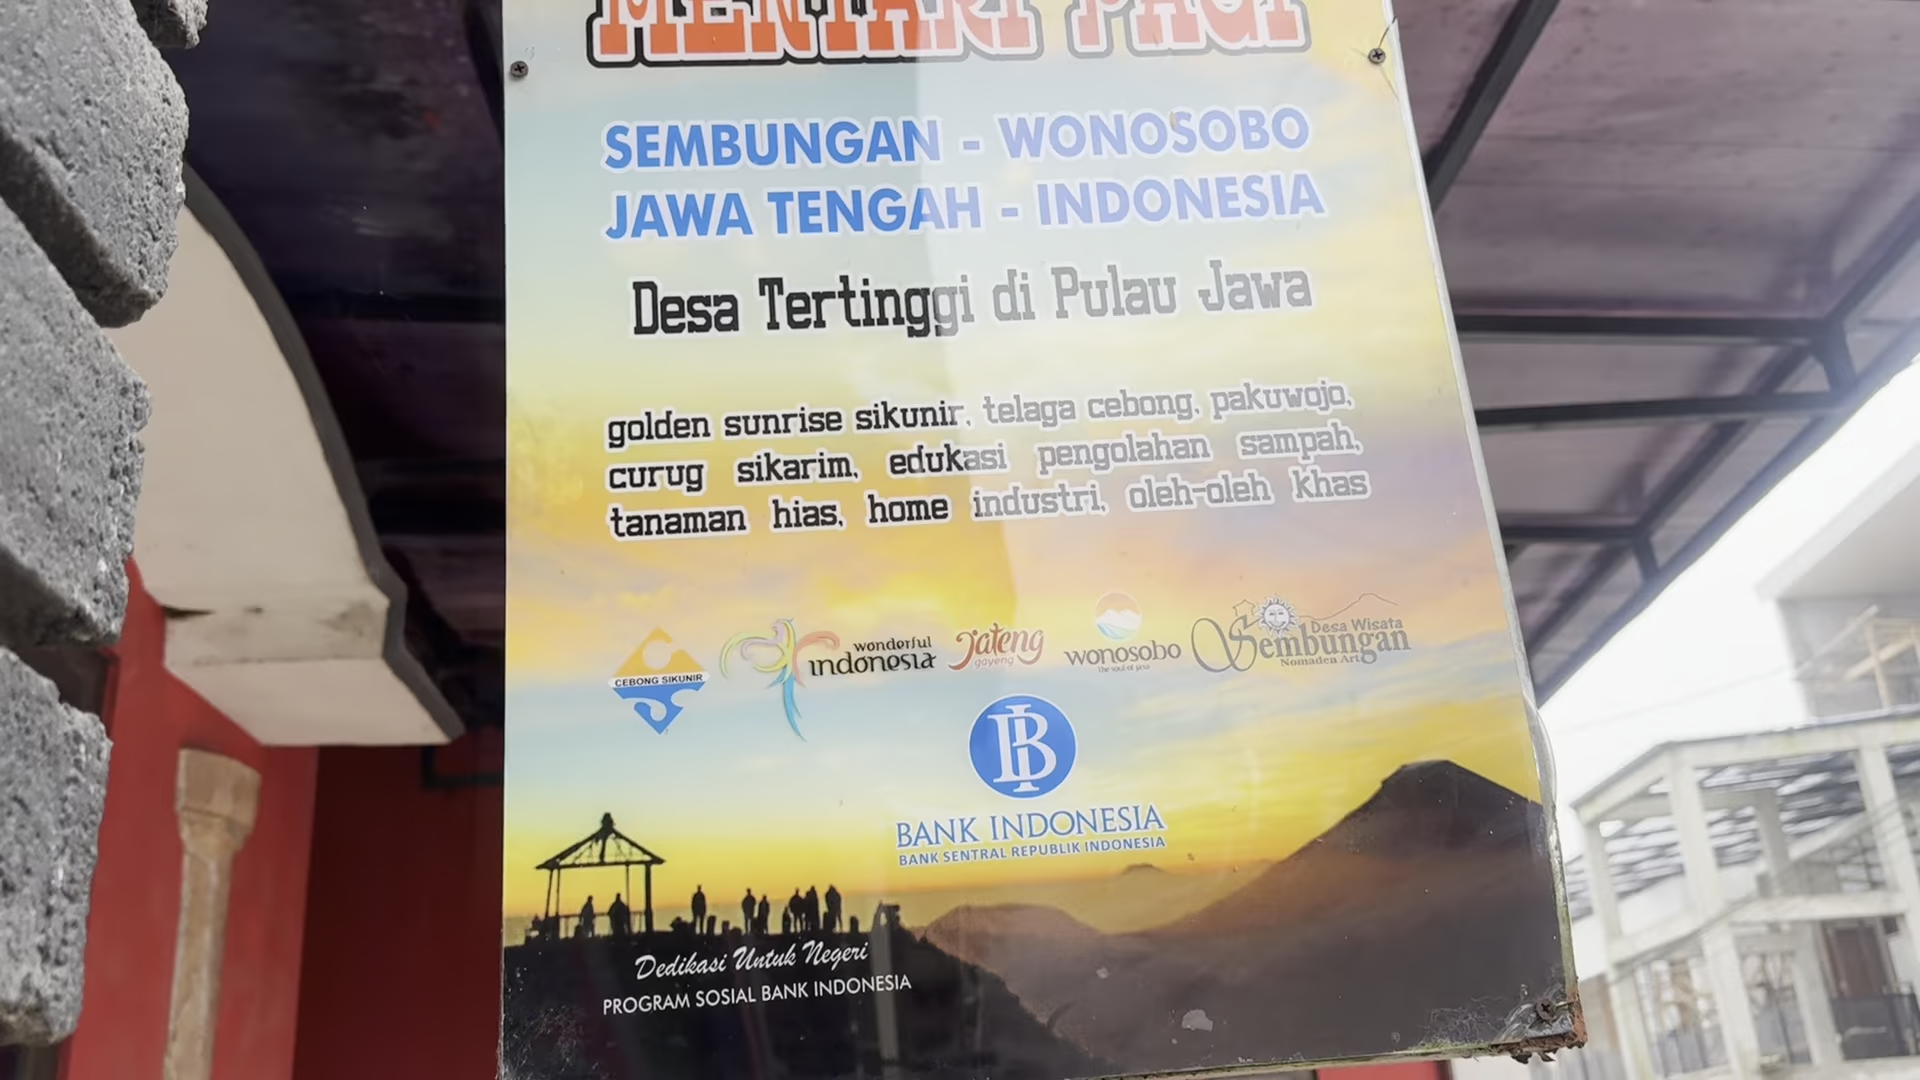 MENTARI PAGI
SEMBUNGAN - WONOSOBO
JAWA TENGAH - INDONESIA
Desa Tertinggi di Pulau Jawa
golden sunrise sikunir, telaga cebong, pakuwojo,
curug sikarim, edukasi pengolahan sampah,
tanaman hias, home industri, oleh-oleh khas
CEBONG SIKUNIR
wonderful
indonesia
Jateng
gayeng
wonosobo
The soul of java
Desa Wisata
Sembungan
Nomaden Art
BI
BANK INDONESIA
BANK SENTRAL REPUBLIK INDONESIA
Dedikasi Untuk Negeri
PROGRAM SOSIAL BANK INDONESIA